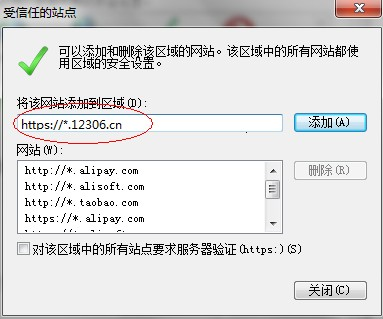 受信任的站点
可以添加和删除该区域的网站。该区域中的所有网站都使
用区域的安全设置。
将该网站添加到区域(D):
https://*.12306.cn
添加(A)
网站(W):
http://*.alipay.com
http://*.alisoft.com
http://*.taobao.com
https://*.alipay.com
删除(R)
对该区域中的所有站点要求服务器验证(https:)(S)
关闭(C)